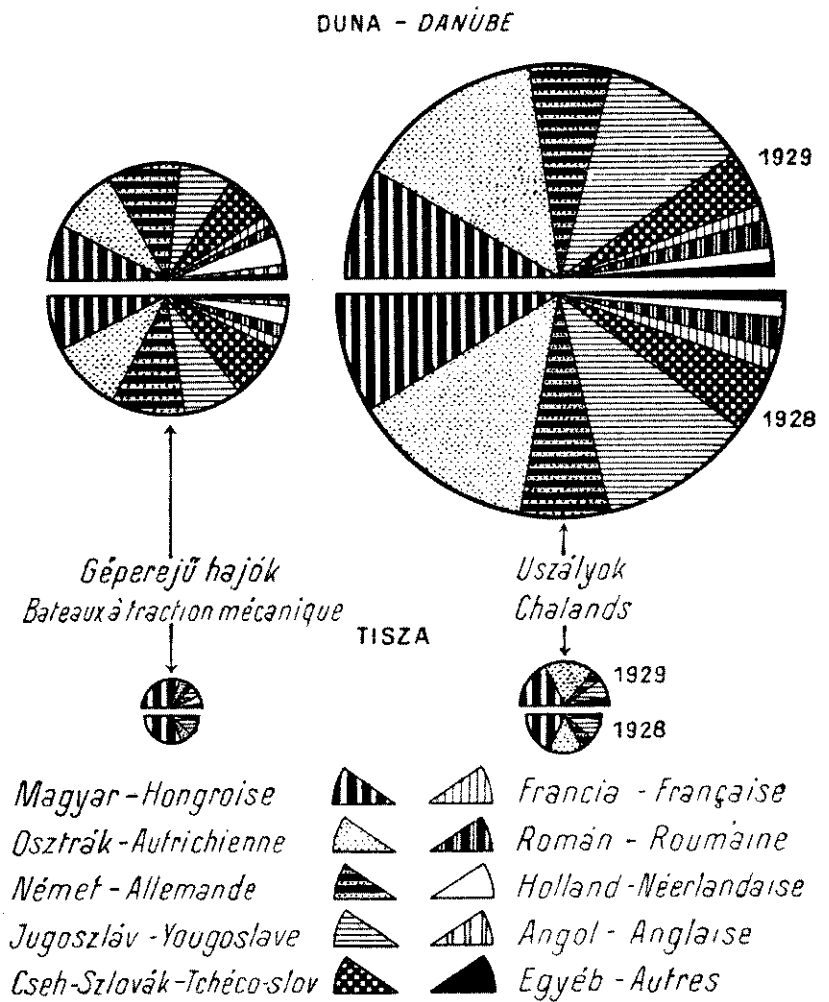 DUNA - DANUBE
1929
1928
Géperejű hajók
Bateaux à traction mécanique
Uszályok
Chalands
TISZA
1929
1928
Magyar - Hongroise
Osztrák - Autrichienne
Német - Allemande
Jugoszláv - Yougoslave
Cseh-Szlovák - Tchéco-slov
Francia - Française
Román - Roumaine
Holland - Néerlandaise
Angol - Anglaise
Egyéb - Autres